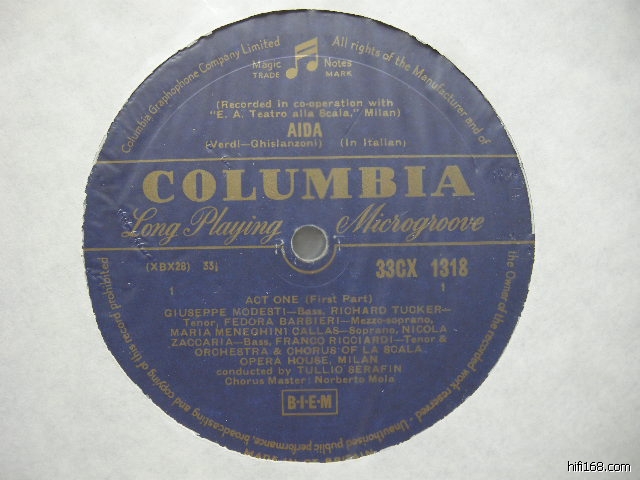 Columbia Graphophone Company Limited
All rights of the Manufacturer and of
the Owner of the recorded work reserved - Unauthorised public performance, broadcasting and copying of this record prohibited
Magic Notes
TRADE MARK
(Recorded in co-operation with
"E. A. Teatro alla Scala," Milan)
AIDA
(Verdi—Ghislanzoni) (In Italian)
COLUMBIA
Long Playing Microgroove
(XBX28) 33⅓ 33CX 1318
1 1
ACT ONE (First Part)
GIUSEPPE MODESTI—Bass, RICHARD TUCKER—
Tenor, FEDORA BARBIERI—Mezzo-soprano,
MARIA MENEGHINI CALLAS—Soprano, NICOLA
ZACCARIA—Bass, FRANCO RICCIARDI—Tenor &
ORCHESTRA & CHORUS OF LA SCALA
OPERA HOUSE, MILAN
conducted by TULLIO SERAFIN
Chorus Master: Norberto Mola
B·I·E·M
hifi168.com